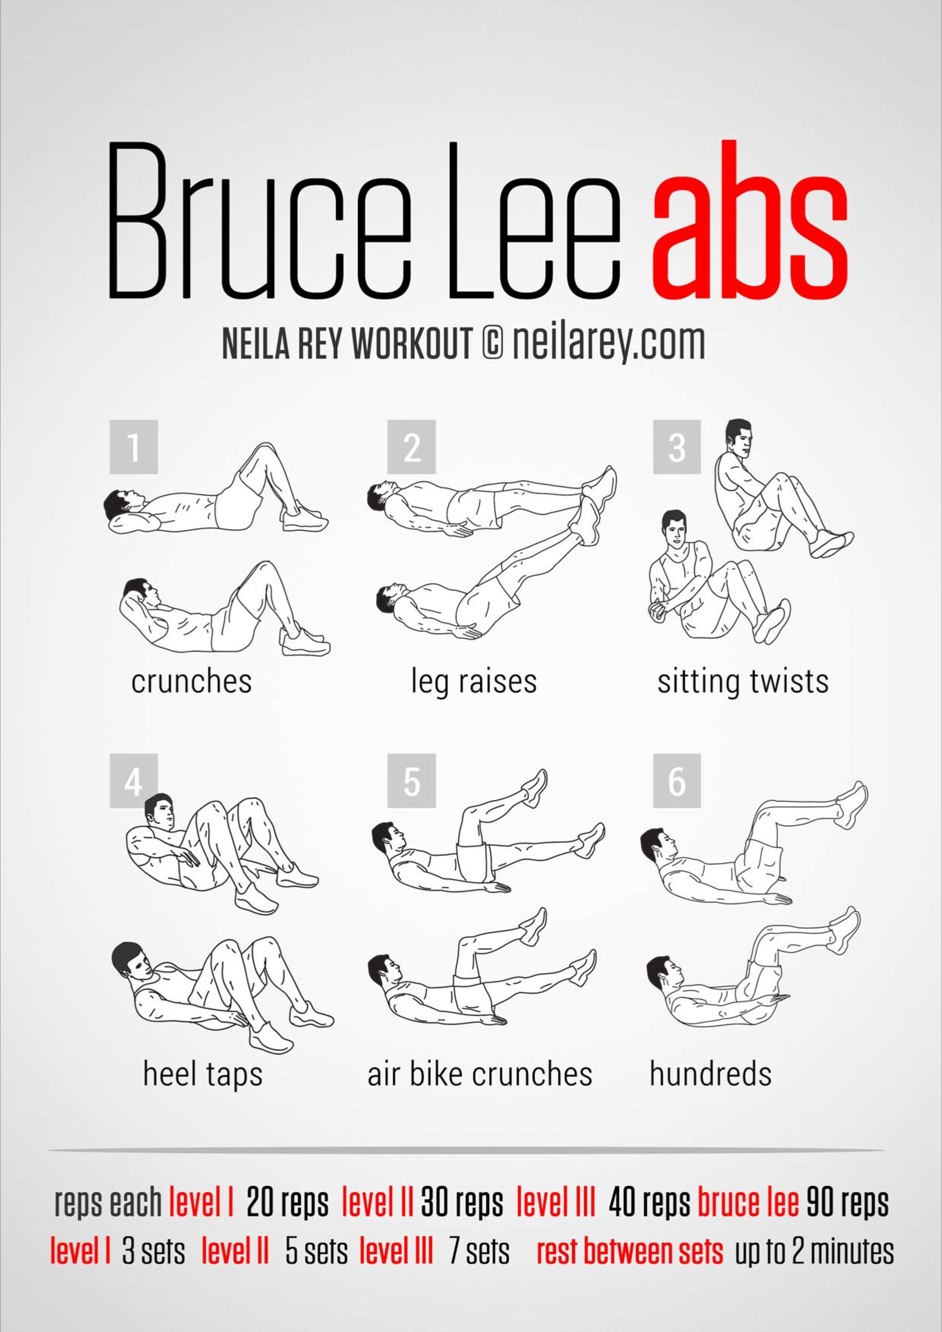 Bruce Lee abs
NEILA REY WORKOUT © neilarey.com
1
2
3
crunches
leg raises
sitting twists
4
5
6
heel taps
air bike crunches
hundreds
reps each level I 20 reps level II 30 reps level III 40 reps bruce lee 90 reps
level I 3 sets level II 5 sets level III 7 sets rest between sets up to 2 minutes